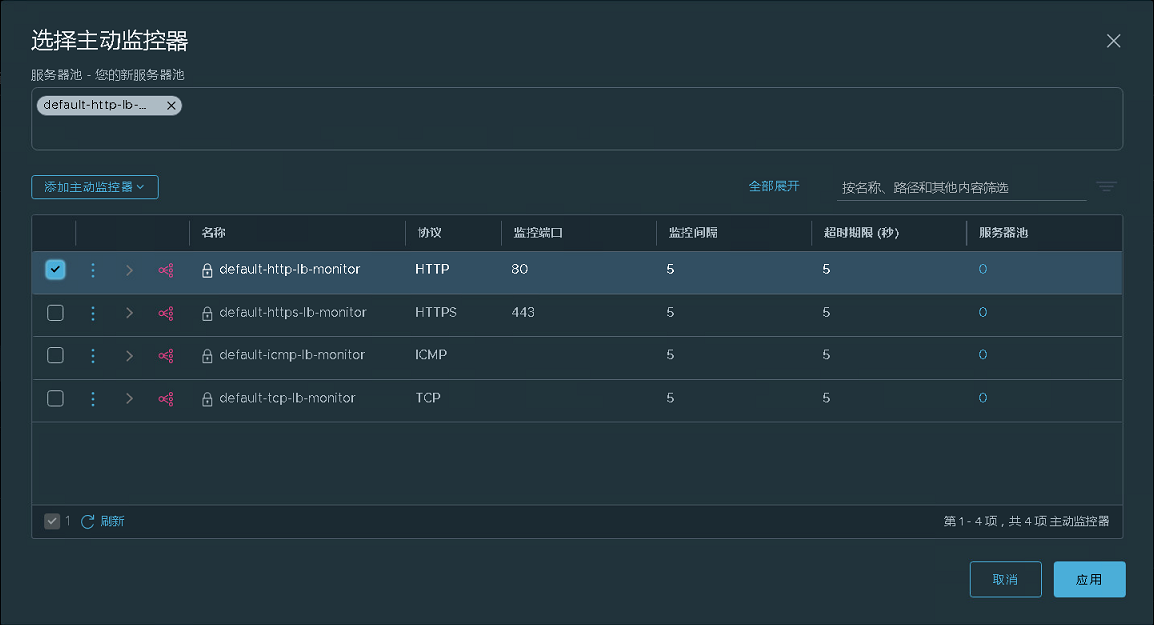 选择主动监控器
服务器池 - 您的新服务器池
default-http-lb-...
添加主动监控器
全部展开
按名称、路径和其他内容筛选
名称 协议 监控端口 监控间隔 超时期限 (秒) 服务器池
default-http-lb-monitor HTTP 80 5 5 0
default-https-lb-monitor HTTPS 443 5 5 0
default-icmp-lb-monitor ICMP 5 5 0
default-tcp-lb-monitor TCP 5 5 0
1 刷新
第 1 - 4 项 , 共 4 项 主动监控器
取消
应用